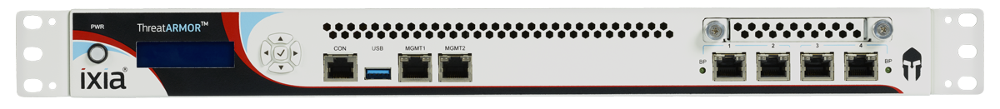 PWR
ThreatARMOR™
ixia®
CON
USB
MGMT1
MGMT2
1
2
3
4
BP
BP